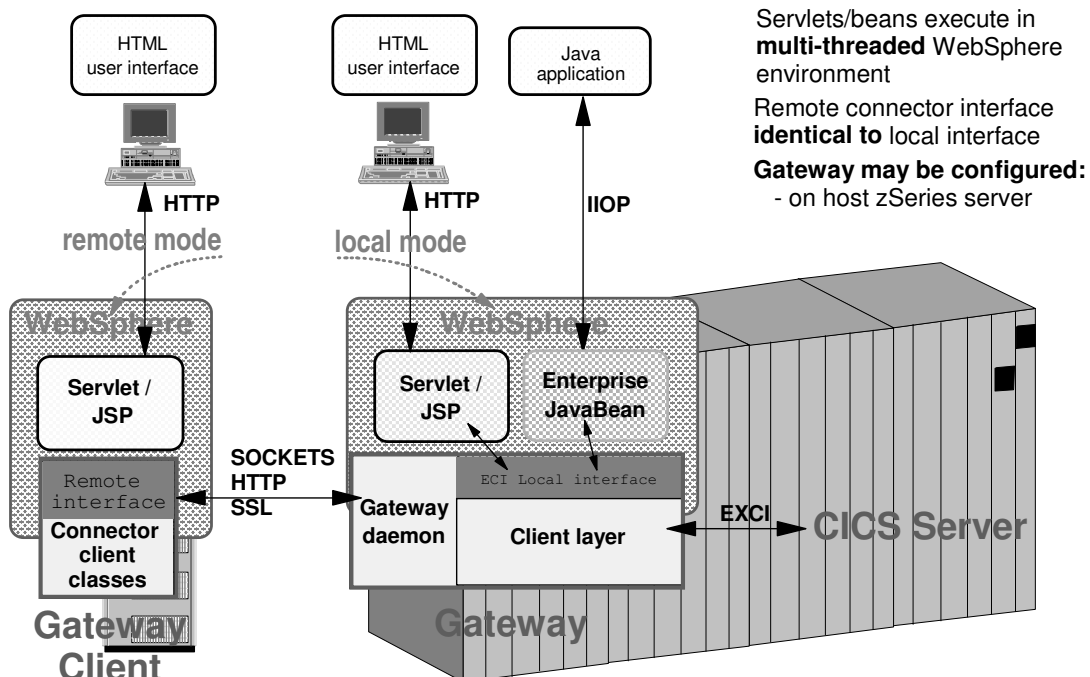 HTML
user interface
HTML
user interface
Java
application
Servlets/beans execute in
multi-threaded WebSphere
environment
Remote connector interface
identical to local interface
Gateway may be configured:
- on host zSeries server
HTTP
HTTP
IIOP
remote mode
local mode
WebSphere
WebSphere
Servlet /
JSP
Servlet /
JSP
Enterprise
JavaBean
Remote
interface
Connector
client
classes
SOCKETS
HTTP
SSL
Gateway
daemon
ECI Local interface
Client layer
EXCI
CICS Server
Gateway
Client
Gateway